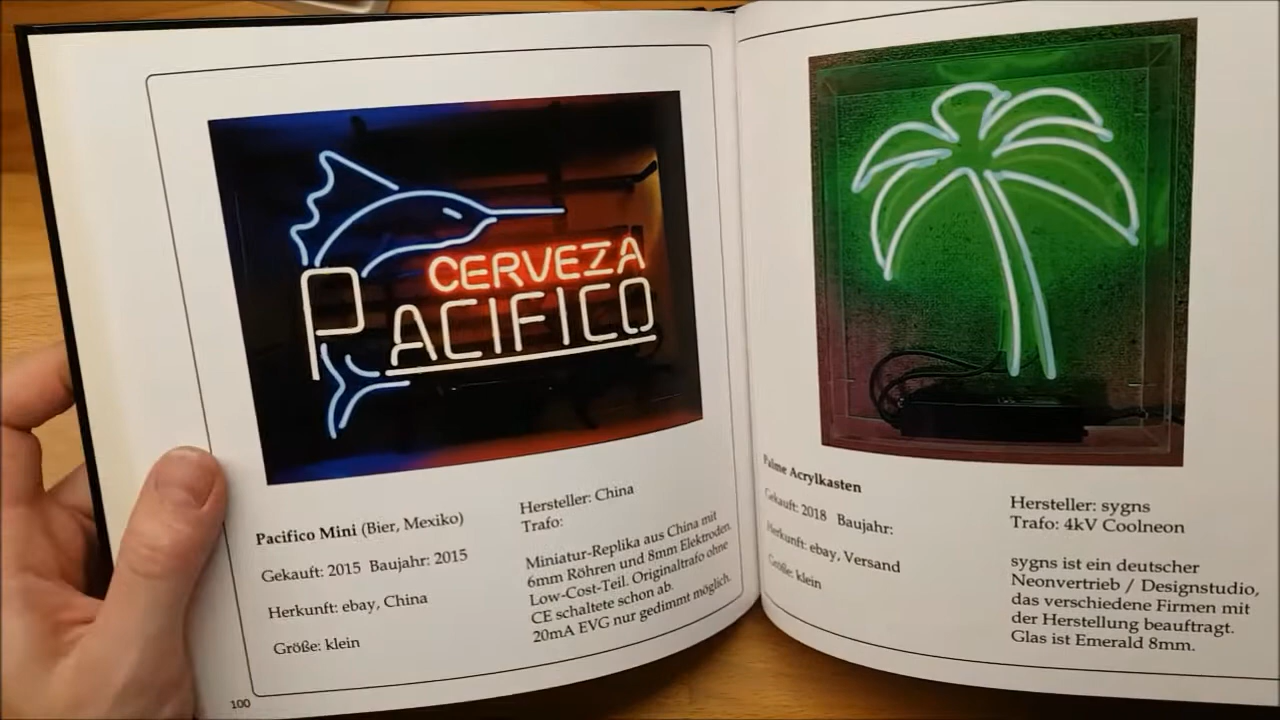 CERVEZA
PACIFICO
Pacifico Mini (Bier, Mexiko)
Gekauft: 2015 Baujahr: 2015
Herkunft: ebay, China
Größe: klein
Hersteller: China
Trafo:
Miniatur-Replika aus China mit
6mm Röhren und 8mm Elektroden.
Low-Cost-Teil. Originaltrafo ohne
CE schaltete schon ab.
20mA EVG nur gedimmt möglich.
100
Palme Acrylkasten
Gekauft: 2018 Baujahr:
Herkunft: ebay, Versand
Größe: klein
Hersteller: sygns
Trafo: 4kV Coolneon
sygns ist ein deutscher
Neonvertrieb / Designstudio,
das verschiedene Firmen mit
der Herstellung beauftragt.
Glas ist Emerald 8mm.